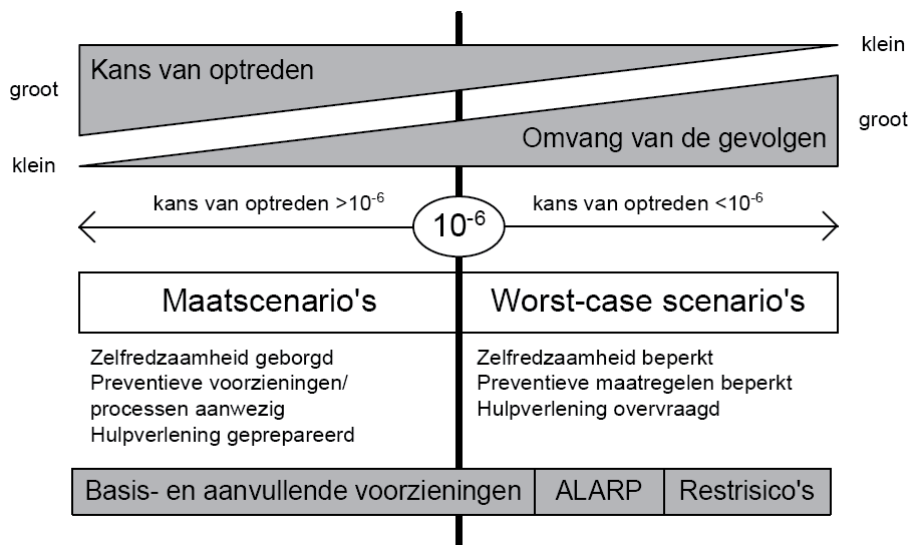 klein
Kans van optreden
groot
groot
Omvang van de gevolgen
klein
kans van optreden >10⁻⁶
kans van optreden <10⁻⁶
10⁻⁶
Maatscenario's
Worst-case scenario's
Zelfredzaamheid geborgd
Preventieve voorzieningen/
processen aanwezig
Hulpverlening geprepareerd
Zelfredzaamheid beperkt
Preventieve maatregelen beperkt
Hulpverlening overvraagd
Basis- en aanvullende voorzieningen
ALARP
Restrisico's